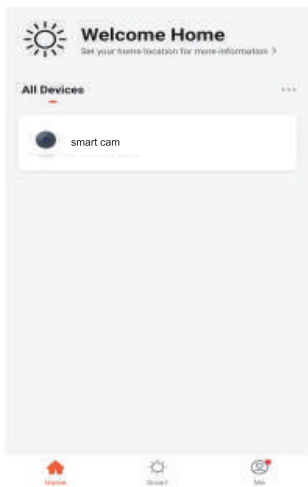 Welcome Home
Set your home location for more information >
All Devices
smart cam
Home
Smart
Me